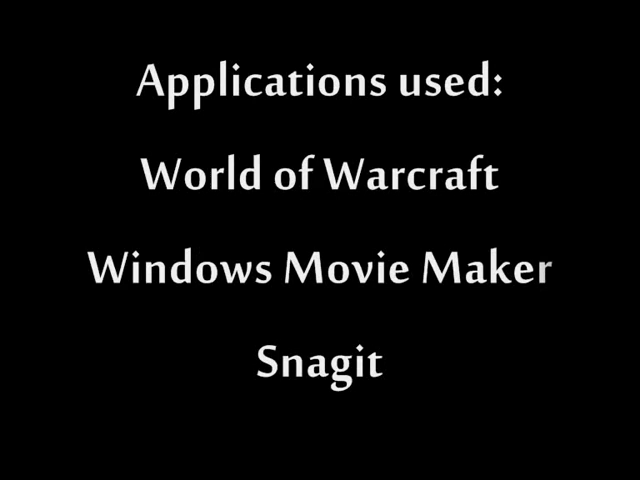 Applications used:
World of Warcraft
Windows Movie Maker
Snagit